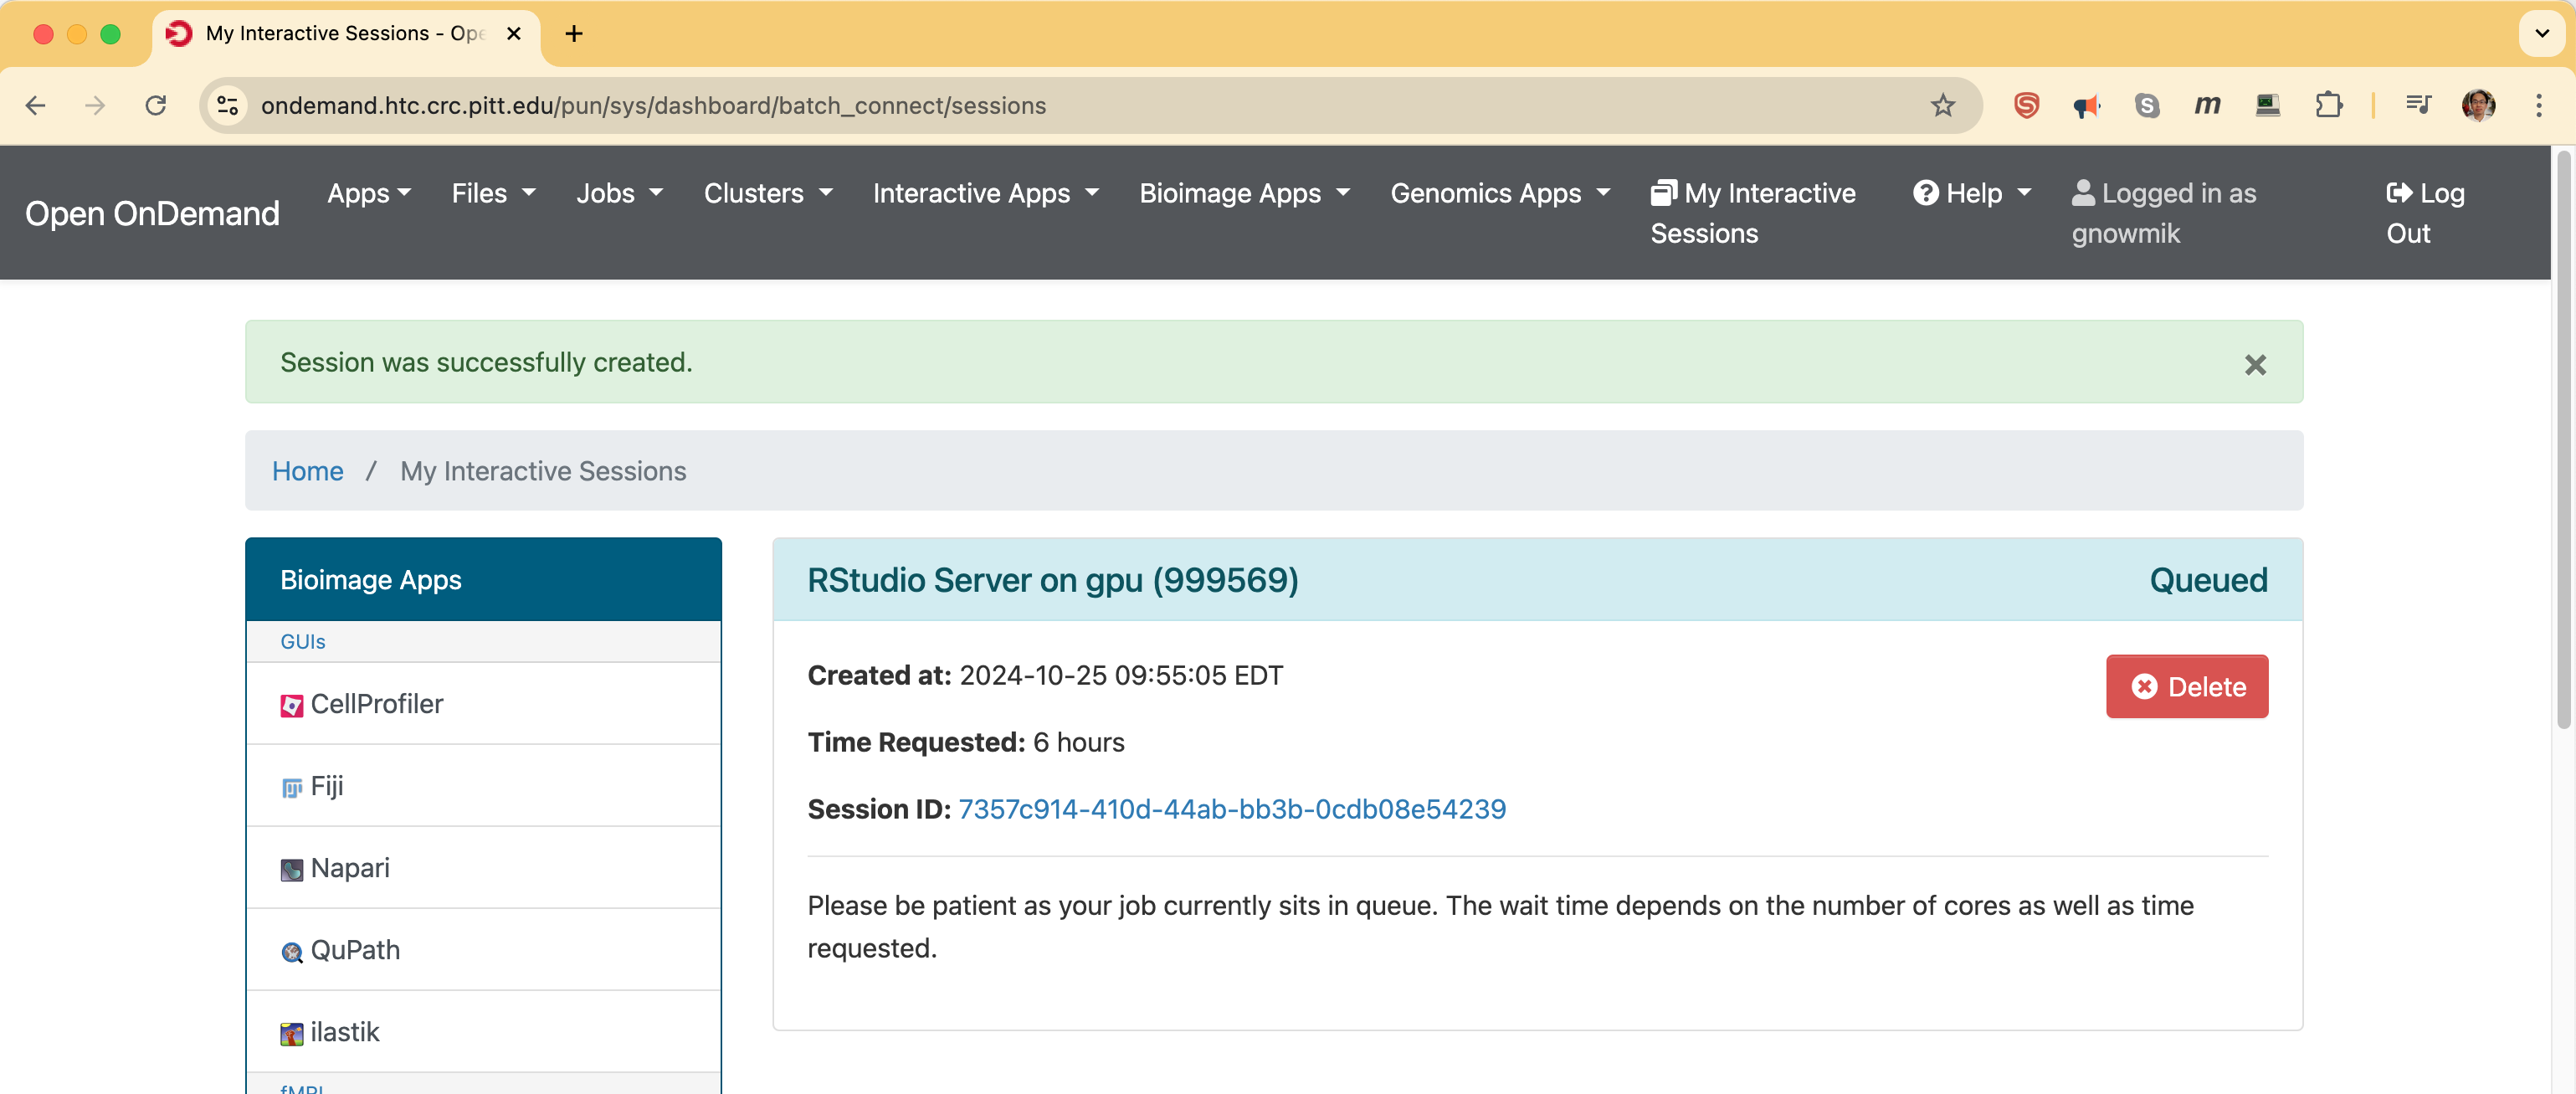 My Interactive Sessions - Ope
ondemand.htc.crc.pitt.edu/pun/sys/dashboard/batch_connect/sessions
Open OnDemand
Apps
Files
Jobs
Clusters
Interactive Apps
Bioimage Apps
Genomics Apps
My Interactive
Sessions
Help
Logged in as
gnowmik
Log
Out
Session was successfully created.
Home / My Interactive Sessions
Bioimage Apps
GUIs
CellProfiler
Fiji
Napari
QuPath
ilastik
fMRI
RStudio Server on gpu (999569)
Queued
Created at: 2024-10-25 09:55:05 EDT
Delete
Time Requested: 6 hours
Session ID: 7357c914-410d-44ab-bb3b-0cdb08e54239
Please be patient as your job currently sits in queue. The wait time depends on the number of cores as well as time
requested.